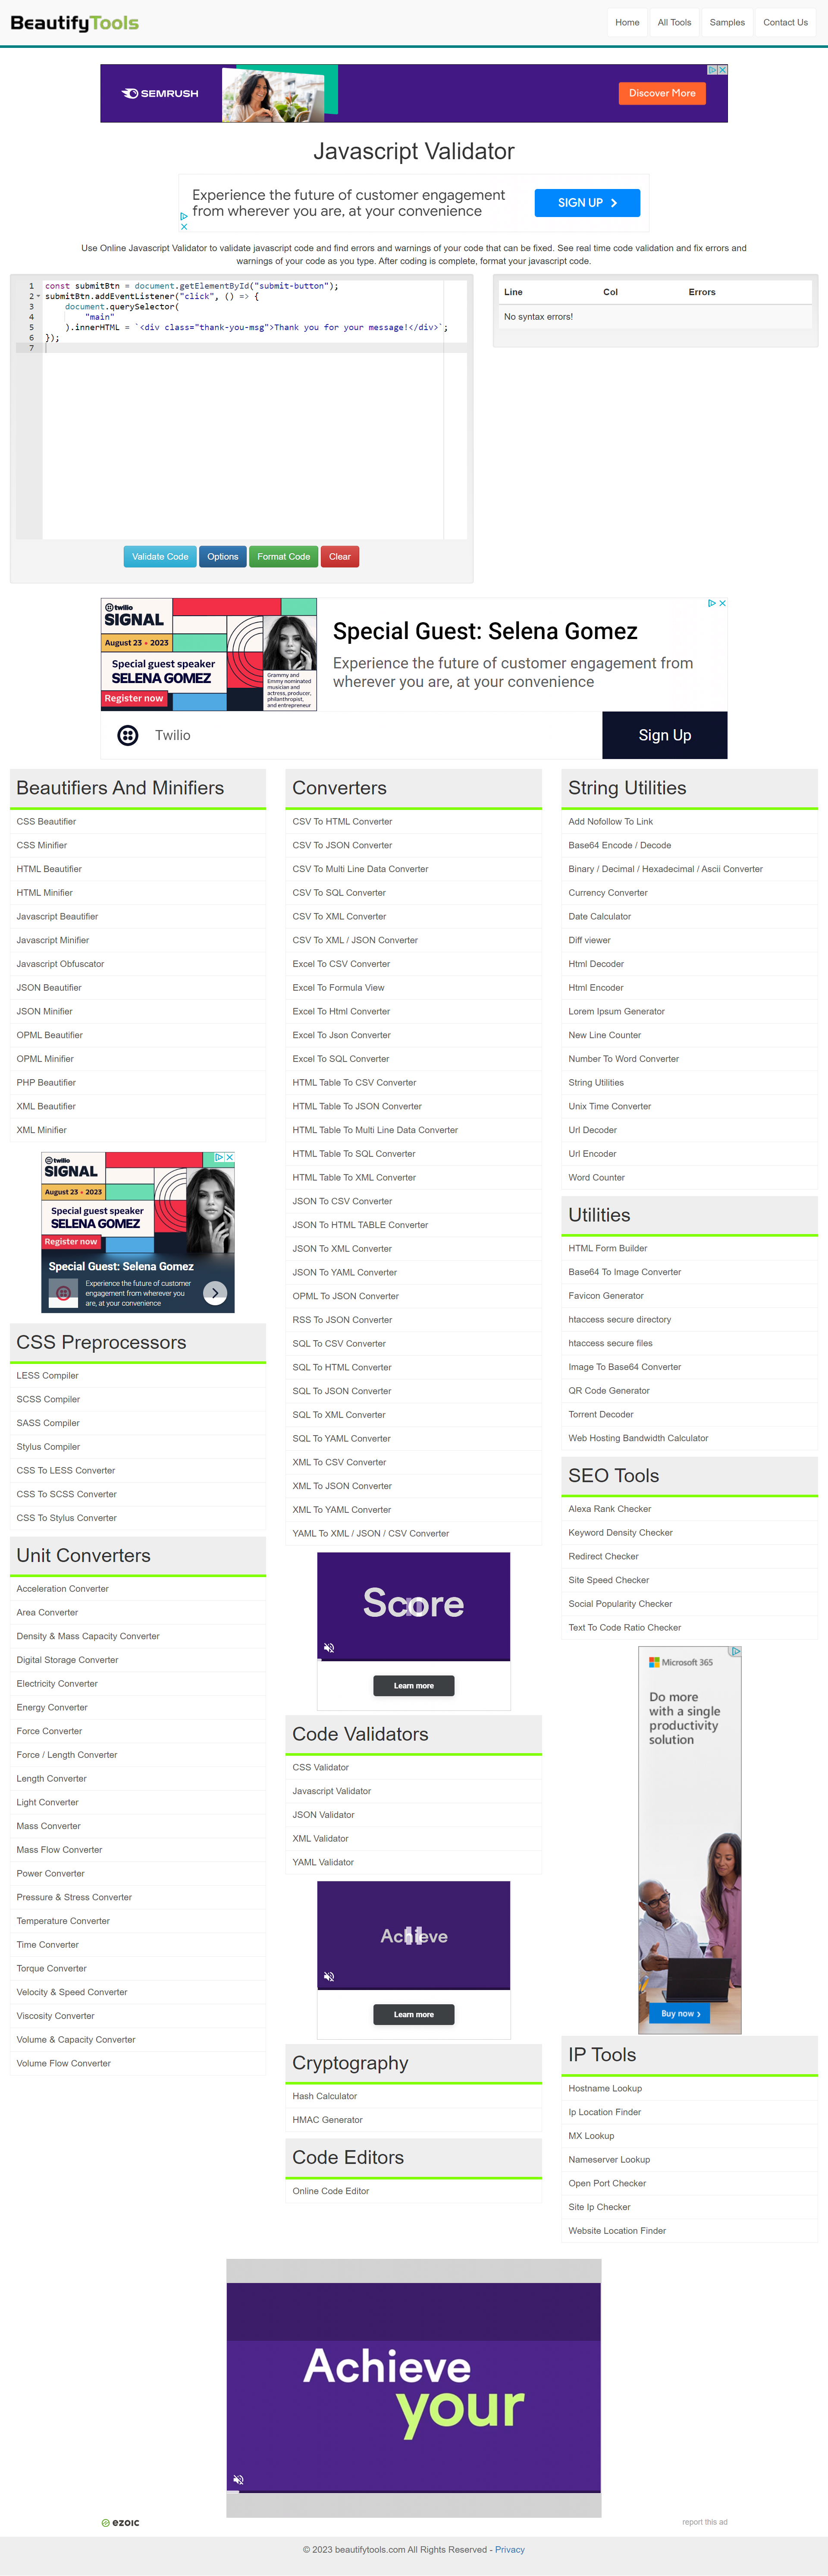 BeautifyTools
Home
All Tools
Samples
Contact Us
SEMRUSH
Discover More
Javascript Validator
Experience the future of customer engagement
from wherever you are, at your convenience
SIGN UP
Use Online Javascript Validator to validate javascript code and find errors and warnings of your code that can be fixed. See real time code validation and fix errors and
warnings of your code as you type. After coding is complete, format your javascript code.
1 const submitBtn = document.getElementById("submit-button");
2 submitBtn.addEventListener("click", () => {
3 document.querySelector(
4 "main"
5 ).innerHTML = `<div class="thank-you-msg">Thank you for your message!</div>`;
6 });
7
Validate Code
Options
Format Code
Clear
Line Col Errors
No syntax errors!
twilio
SIGNAL
August 23 • 2023
Special guest speaker
SELENA GOMEZ
Register now
Grammy and
Emmy nominated
musician and
actress, producer,
philanthropist,
and entrepreneur
Special Guest: Selena Gomez
Experience the future of customer engagement from
wherever you are, at your convenience
Twilio
Sign Up
Beautifiers And Minifiers
CSS Beautifier
CSS Minifier
HTML Beautifier
HTML Minifier
Javascript Beautifier
Javascript Minifier
Javascript Obfuscator
JSON Beautifier
JSON Minifier
OPML Beautifier
OPML Minifier
PHP Beautifier
XML Beautifier
XML Minifier
twilio
SIGNAL
August 23 • 2023
Special guest speaker
SELENA GOMEZ
Register now
Special Guest: Selena Gomez
Experience the future of customer
engagement from wherever you
are, at your convenience
CSS Preprocessors
LESS Compiler
SCSS Compiler
SASS Compiler
Stylus Compiler
CSS To LESS Converter
CSS To SCSS Converter
CSS To Stylus Converter
Unit Converters
Acceleration Converter
Area Converter
Density & Mass Capacity Converter
Digital Storage Converter
Electricity Converter
Energy Converter
Force Converter
Force / Length Converter
Length Converter
Light Converter
Mass Converter
Mass Flow Converter
Power Converter
Pressure & Stress Converter
Temperature Converter
Time Converter
Torque Converter
Velocity & Speed Converter
Viscosity Converter
Volume & Capacity Converter
Volume Flow Converter
Converters
CSV To HTML Converter
CSV To JSON Converter
CSV To Multi Line Data Converter
CSV To SQL Converter
CSV To XML Converter
CSV To XML / JSON Converter
Excel To CSV Converter
Excel To Formula View
Excel To Html Converter
Excel To Json Converter
Excel To SQL Converter
HTML Table To CSV Converter
HTML Table To JSON Converter
HTML Table To Multi Line Data Converter
HTML Table To SQL Converter
HTML Table To XML Converter
JSON To CSV Converter
JSON To HTML TABLE Converter
JSON To XML Converter
JSON To YAML Converter
OPML To JSON Converter
RSS To JSON Converter
SQL To CSV Converter
SQL To HTML Converter
SQL To JSON Converter
SQL To XML Converter
SQL To YAML Converter
XML To CSV Converter
XML To JSON Converter
XML To YAML Converter
YAML To XML / JSON / CSV Converter
Score
Learn more
Code Validators
CSS Validator
Javascript Validator
JSON Validator
XML Validator
YAML Validator
Achieve
Learn more
Cryptography
Hash Calculator
HMAC Generator
Code Editors
Online Code Editor
String Utilities
Add Nofollow To Link
Base64 Encode / Decode
Binary / Decimal / Hexadecimal / Ascii Converter
Currency Converter
Date Calculator
Diff viewer
Html Decoder
Html Encoder
Lorem Ipsum Generator
New Line Counter
Number To Word Converter
String Utilities
Unix Time Converter
Url Decoder
Url Encoder
Word Counter
Utilities
HTML Form Builder
Base64 To Image Converter
Favicon Generator
htaccess secure directory
htaccess secure files
Image To Base64 Converter
QR Code Generator
Torrent Decoder
Web Hosting Bandwidth Calculator
SEO Tools
Alexa Rank Checker
Keyword Density Checker
Redirect Checker
Site Speed Checker
Social Popularity Checker
Text To Code Ratio Checker
Microsoft 365
Do more
with a single
productivity
solution
Buy now
IP Tools
Hostname Lookup
Ip Location Finder
MX Lookup
Nameserver Lookup
Open Port Checker
Site Ip Checker
Website Location Finder
Achieve
your
ezoic
report this ad
© 2023 beautifytools.com All Rights Reserved - Privacy